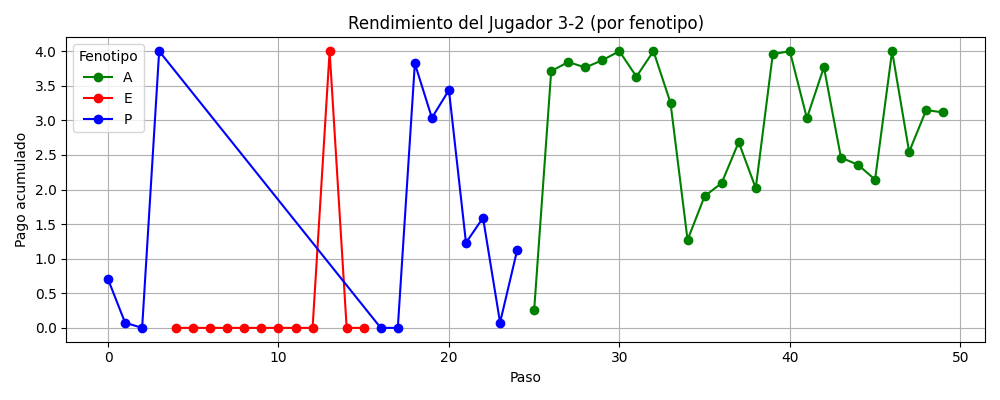 Rendimiento del Jugador 3-2 (por fenotipo)
Fenotipo
A
E
P
Pago acumulado
4.0
3.5
3.0
2.5
2.0
1.5
1.0
0.5
0.0
0 10 20 30 40 50
Paso